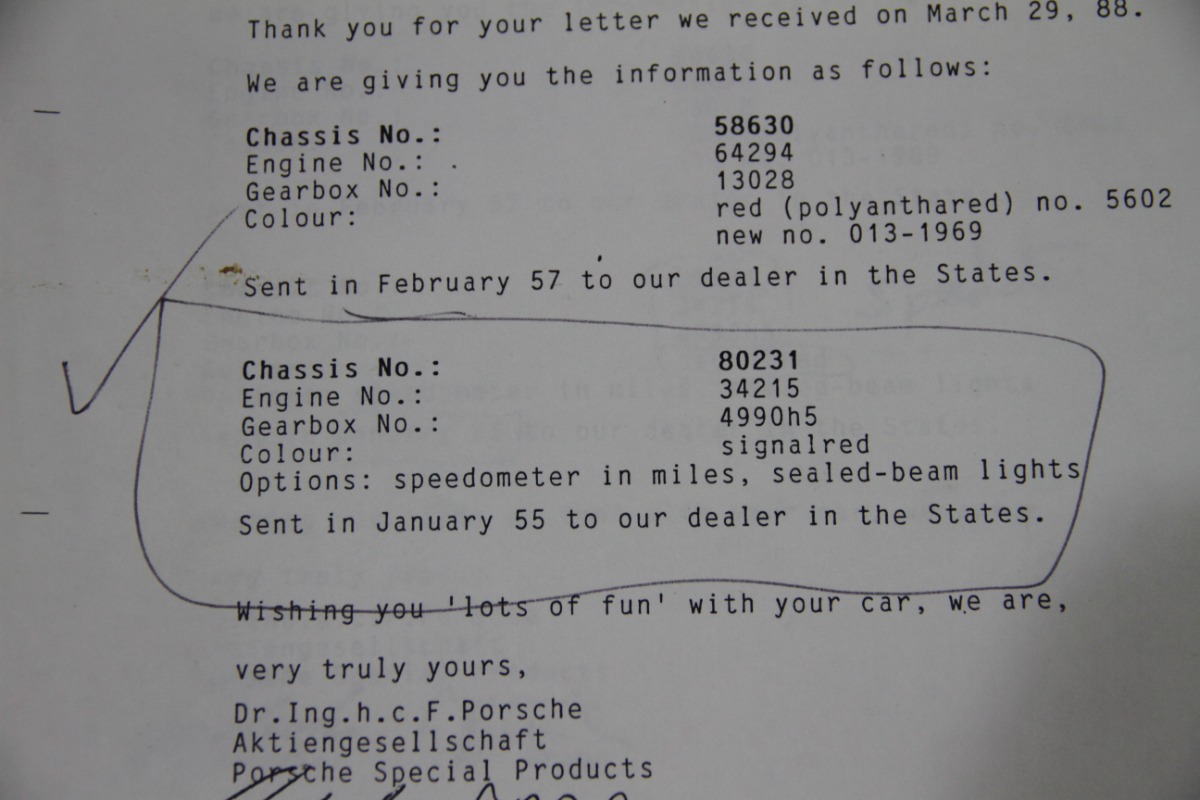 Thank you for your letter we received on March 29, 88.
We are giving you the information as follows:
Chassis No.: 58630
Engine No.: . 64294
Gearbox No.: 13028
Colour: red (polyanthared) no. 5602
new no. 013-1969
Sent in February 57 to our dealer in the States.
Chassis No.: 80231
Engine No.: 34215
Gearbox No.: 4990h5
Colour: signalred
Options: speedometer in miles, sealed-beam lights
Sent in January 55 to our dealer in the States.
Wishing you 'lots of fun' with your car, we are,
very truly yours,
Dr.Ing.h.c.F.Porsche
Aktiengesellschaft
Porsche Special Products